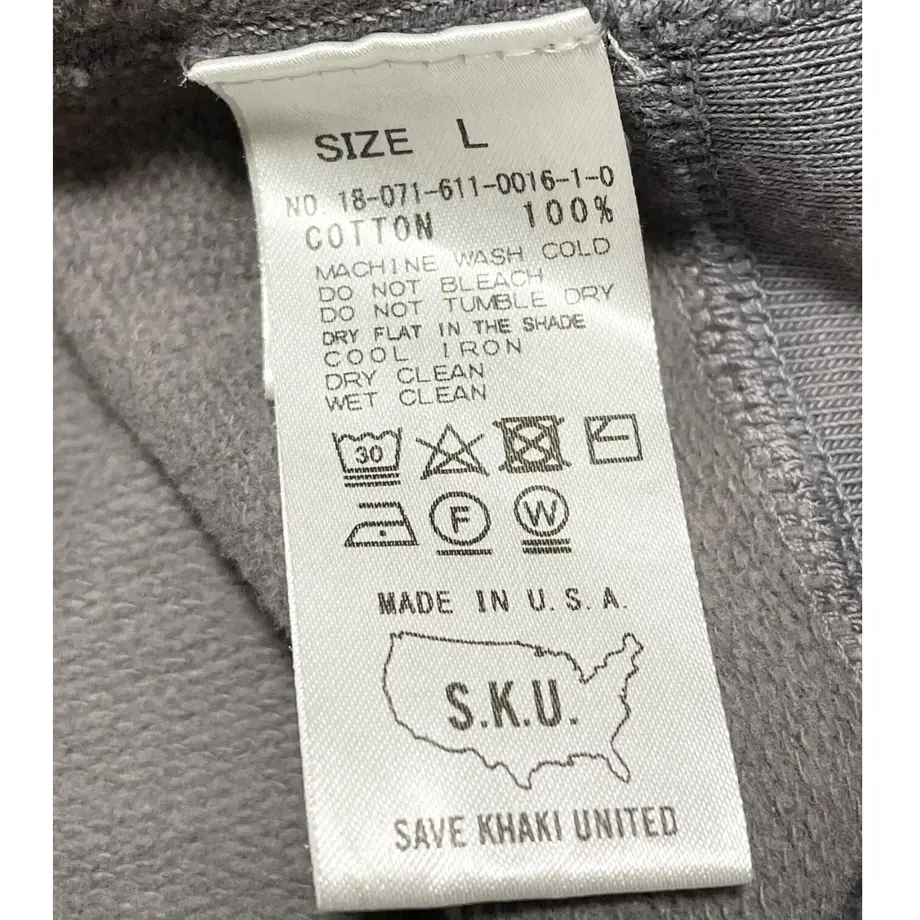 SIZE L
NO. 18-071-611-0016-1-0
COTTON 100%
MACHINE WASH COLD
DO NOT BLEACH
DO NOT TUMBLE DRY
DRY FLAT IN THE SHADE
COOL IRON
DRY CLEAN
WET CLEAN
30
F W
MADE IN U.S.A.
S.K.U.
SAVE KHAKI UNITED